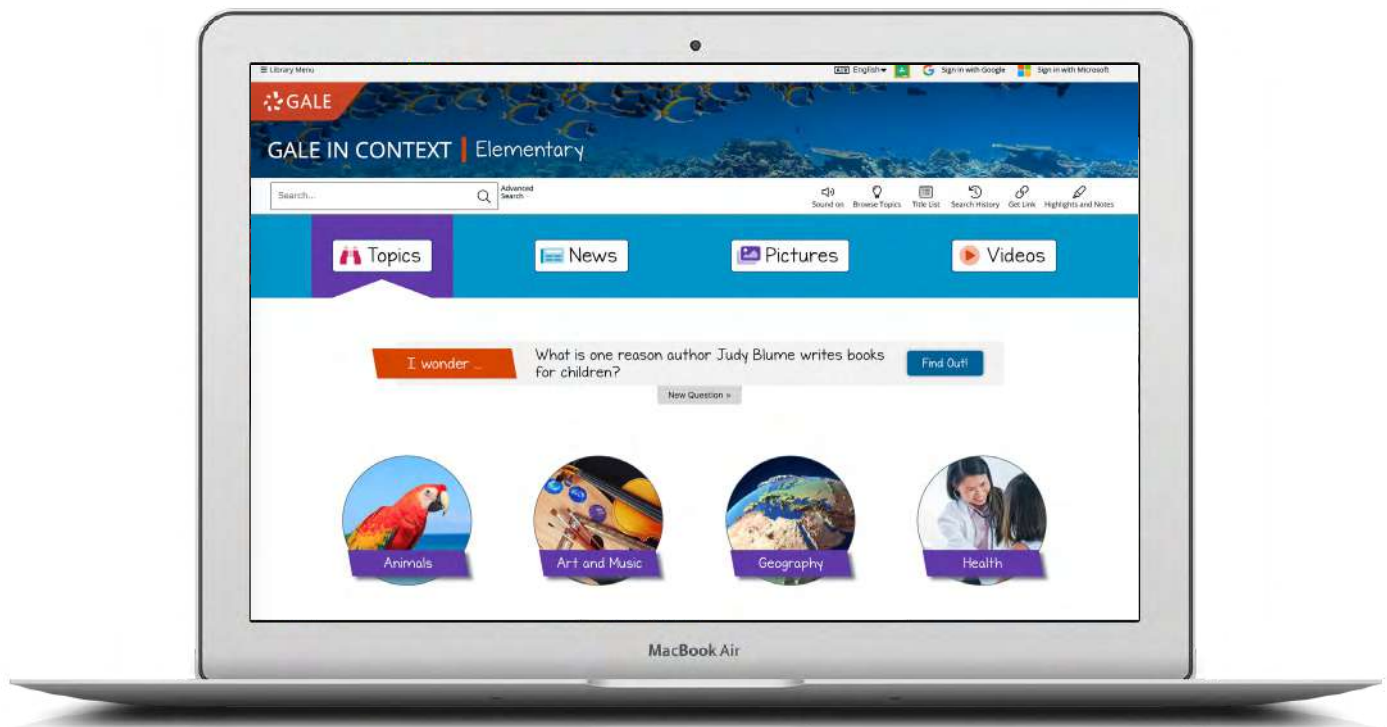 Library Menu
English
Sign in with Google
Sign in with Microsoft
GALE
GALE IN CONTEXT Elementary
Search...
Advanced
Search
Sound on
Browse Topics
Title List
Search History
Get Link
Highlights and Notes
Topics
News
Pictures
Videos
I wonder ...
What is one reason author Judy Blume writes books
for children?
Find Out!
New Question »
Animals
Art and Music
Geography
Health
MacBook Air